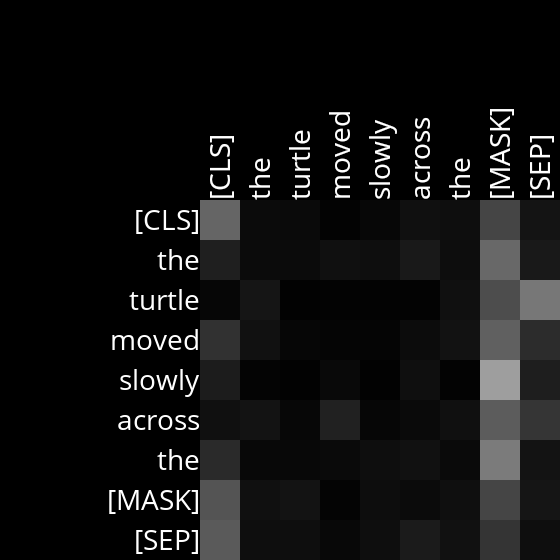 [CLS] the turtle moved slowly across the [MASK] [SEP]
[CLS]
the
turtle
moved
slowly
across
the
[MASK]
[SEP]